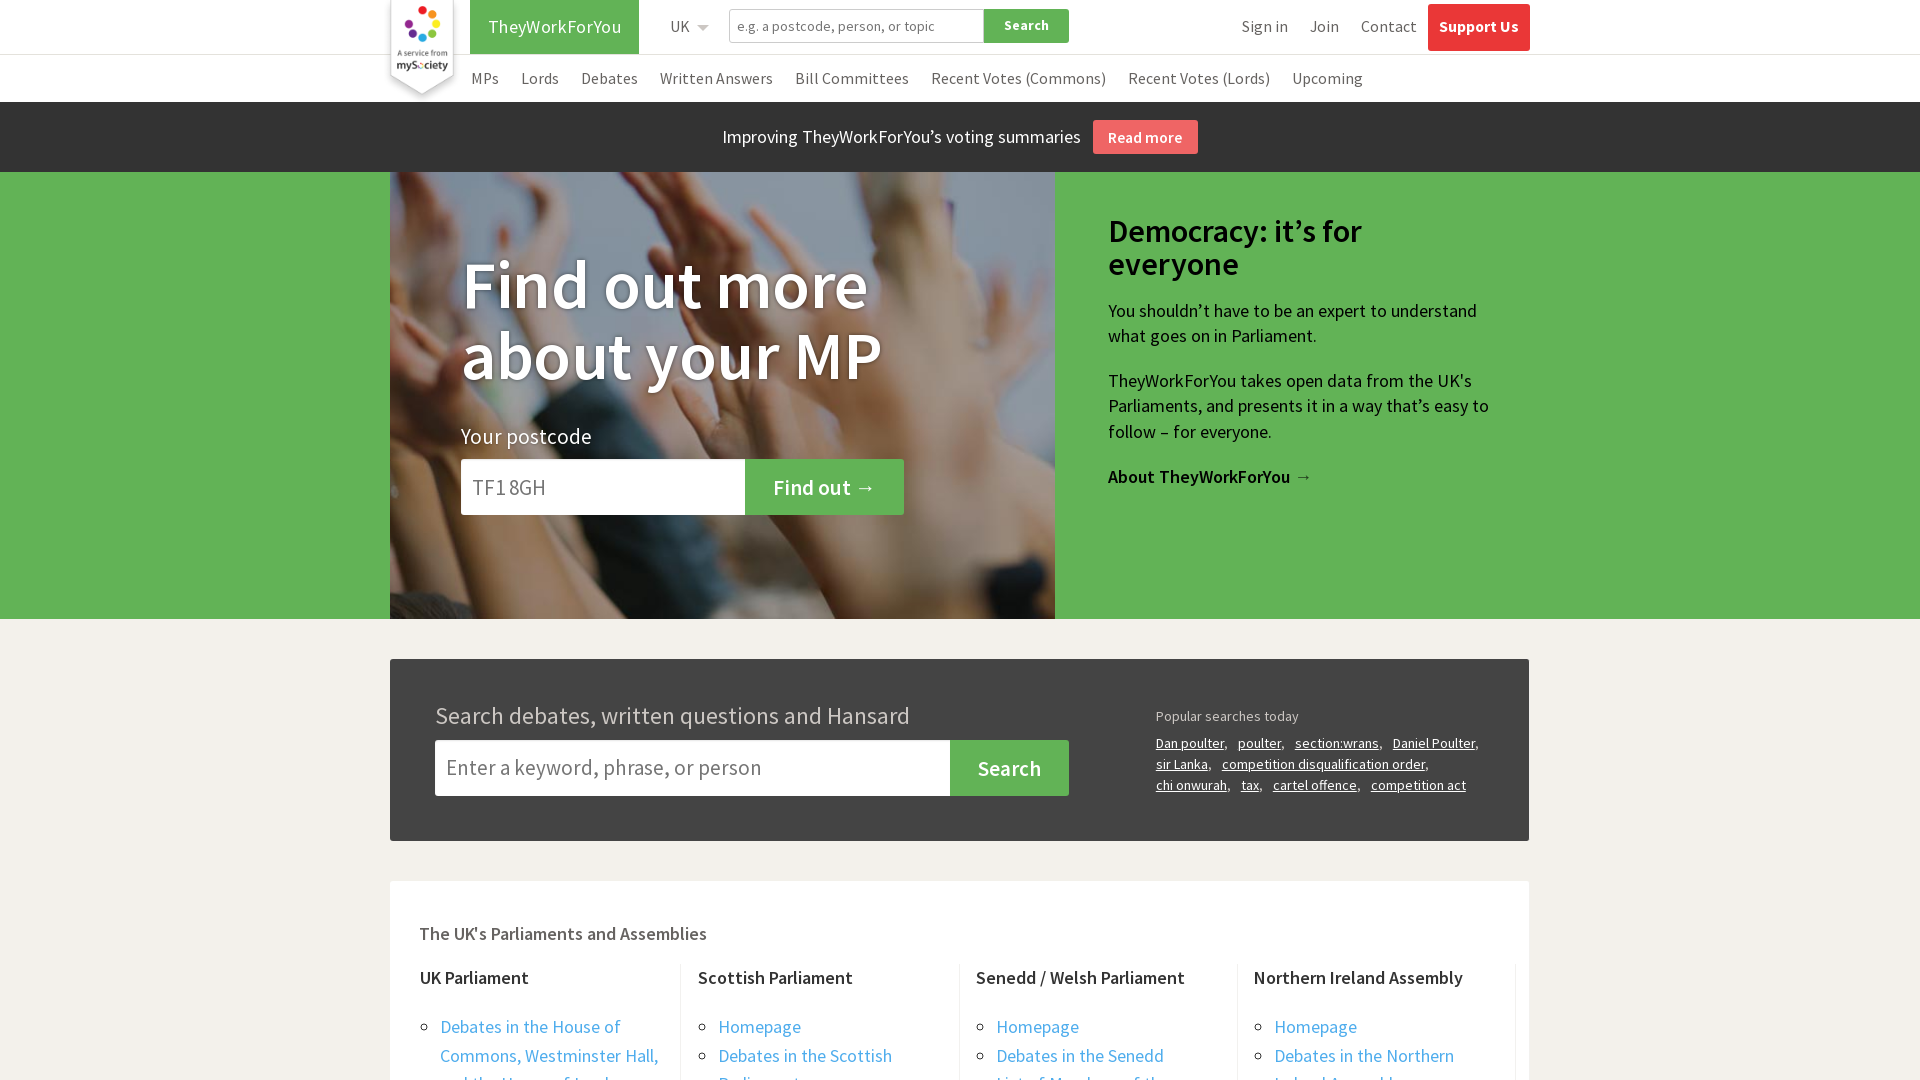 A service from
mySociety
TheyWorkForYou
UK
e.g. a postcode, person, or topic
Search
Sign in
Join
Contact
Support Us
MPs
Lords
Debates
Written Answers
Bill Committees
Recent Votes (Commons)
Recent Votes (Lords)
Upcoming
Improving TheyWorkForYou’s voting summaries
Read more
Find out more
about your MP
Your postcode
TF1 8GH
Find out →
Democracy: it’s for
everyone
You shouldn’t have to be an expert to understand
what goes on in Parliament.
TheyWorkForYou takes open data from the UK's
Parliaments, and presents it in a way that’s easy to
follow – for everyone.
About TheyWorkForYou →
Search debates, written questions and Hansard
Enter a keyword, phrase, or person
Search
Popular searches today
Dan poulter, poulter, section:wrans, Daniel Poulter,
sir Lanka, competition disqualification order,
chi onwurah, tax, cartel offence, competition act
The UK's Parliaments and Assemblies
UK Parliament
Debates in the House of
Commons, Westminster Hall,
Scottish Parliament
Homepage
Debates in the Scottish
Senedd / Welsh Parliament
Homepage
Debates in the Senedd
Northern Ireland Assembly
Homepage
Debates in the Northern